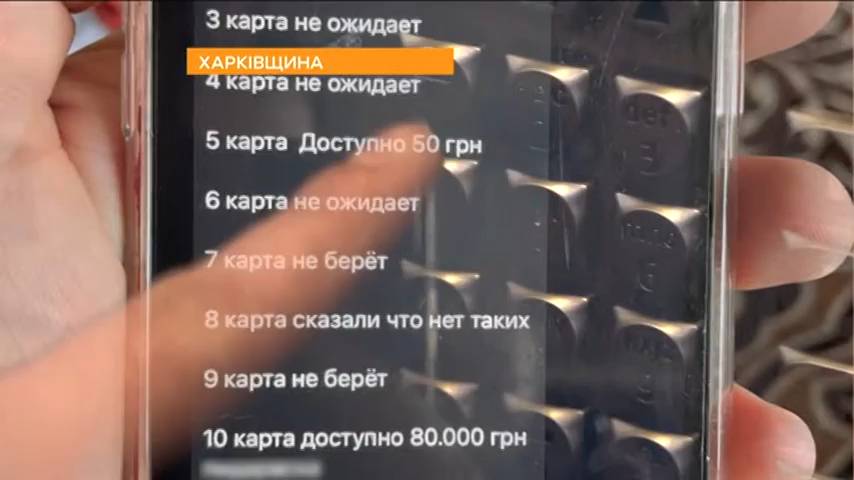 3 карта не ожидает
ХАРКІВЩИНА
4 карта не ожидает
5 карта Доступно 50 грн
6 карта не ожидает
7 карта не берёт
8 карта сказали что нет таких
9 карта не берёт
10 карта доступно 80.000 грн